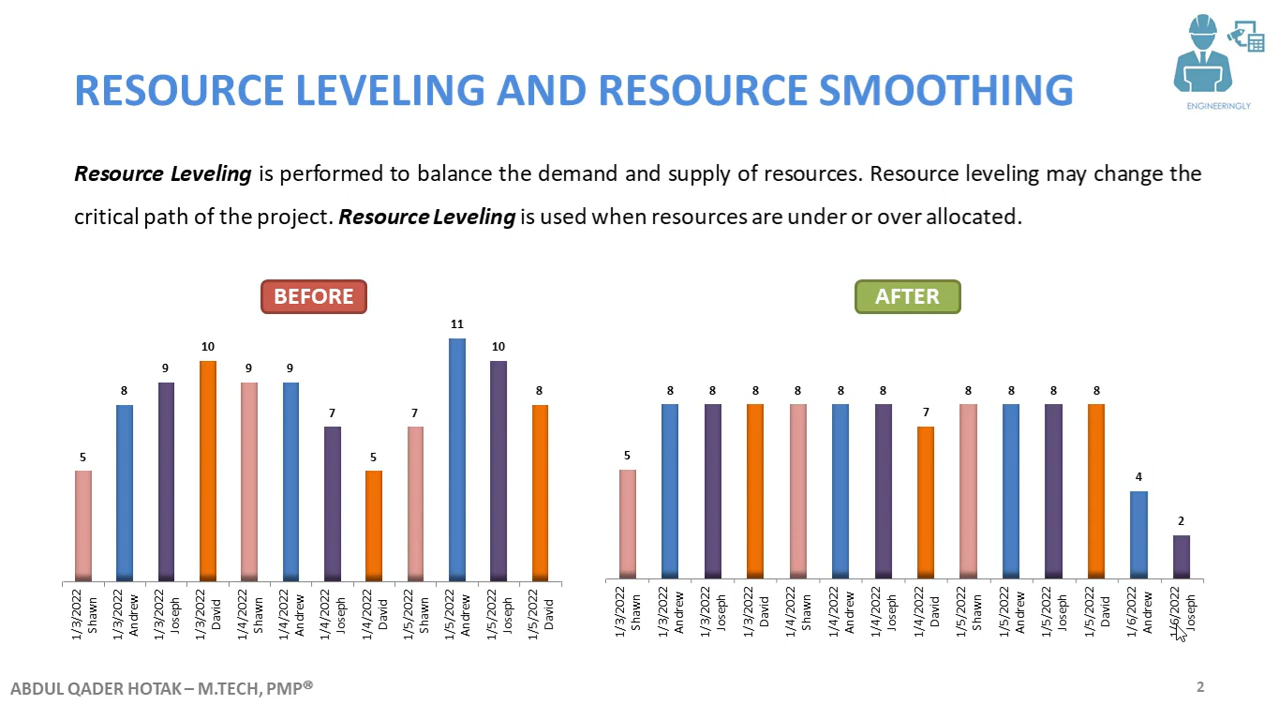 ENGINEERINGLY
RESOURCE LEVELING AND RESOURCE SMOOTHING
Resource Leveling is performed to balance the demand and supply of resources. Resource leveling may change the
critical path of the project. Resource Leveling is used when resources are under or over allocated.
BEFORE
5 8 9 10 9 9 7 5 7 11 10 8
1/3/2022 Shawn
1/3/2022 Andrew
1/3/2022 Joseph
1/3/2022 David
1/4/2022 Shawn
1/4/2022 Andrew
1/4/2022 Joseph
1/4/2022 David
1/5/2022 Shawn
1/5/2022 Andrew
1/5/2022 Joseph
1/5/2022 David
AFTER
5 8 8 8 8 8 8 7 8 8 8 8 4 2
1/3/2022 Shawn
1/3/2022 Andrew
1/3/2022 Joseph
1/3/2022 David
1/4/2022 Shawn
1/4/2022 Andrew
1/4/2022 Joseph
1/4/2022 David
1/5/2022 Shawn
1/5/2022 Andrew
1/5/2022 Joseph
1/5/2022 David
1/6/2022 Andrew
1/6/2022 Joseph
ABDUL QADER HOTAK – M.TECH, PMP®
2